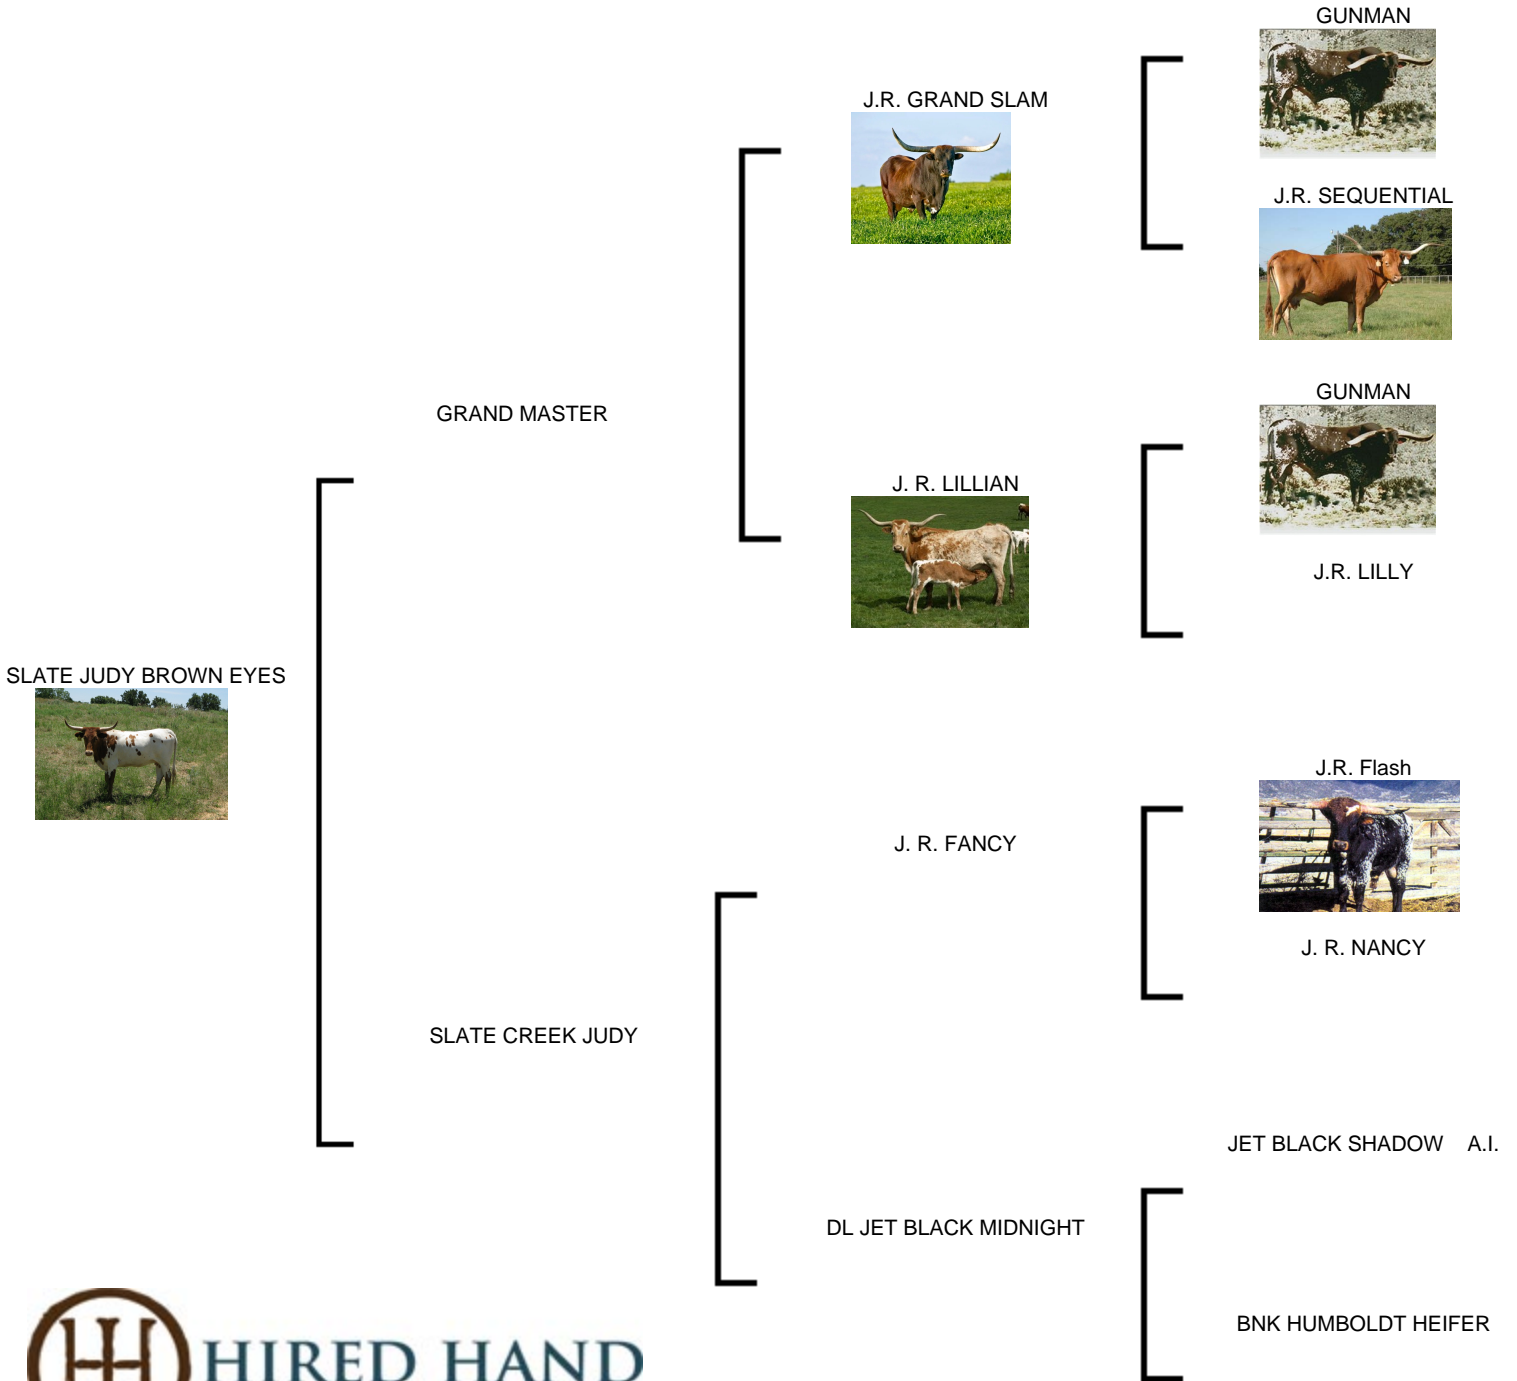 GUNMAN
J.R. GRAND SLAM
J.R. SEQUENTIAL
GUNMAN
GRAND MASTER
J. R. LILLIAN
J.R. LILLY
SLATE JUDY BROWN EYES
J.R. Flash
J. R. FANCY
J. R. NANCY
SLATE CREEK JUDY
JET BLACK SHADOW A.I.
DL JET BLACK MIDNIGHT
BNK HUMBOLDT HEIFER
HIRED HAND